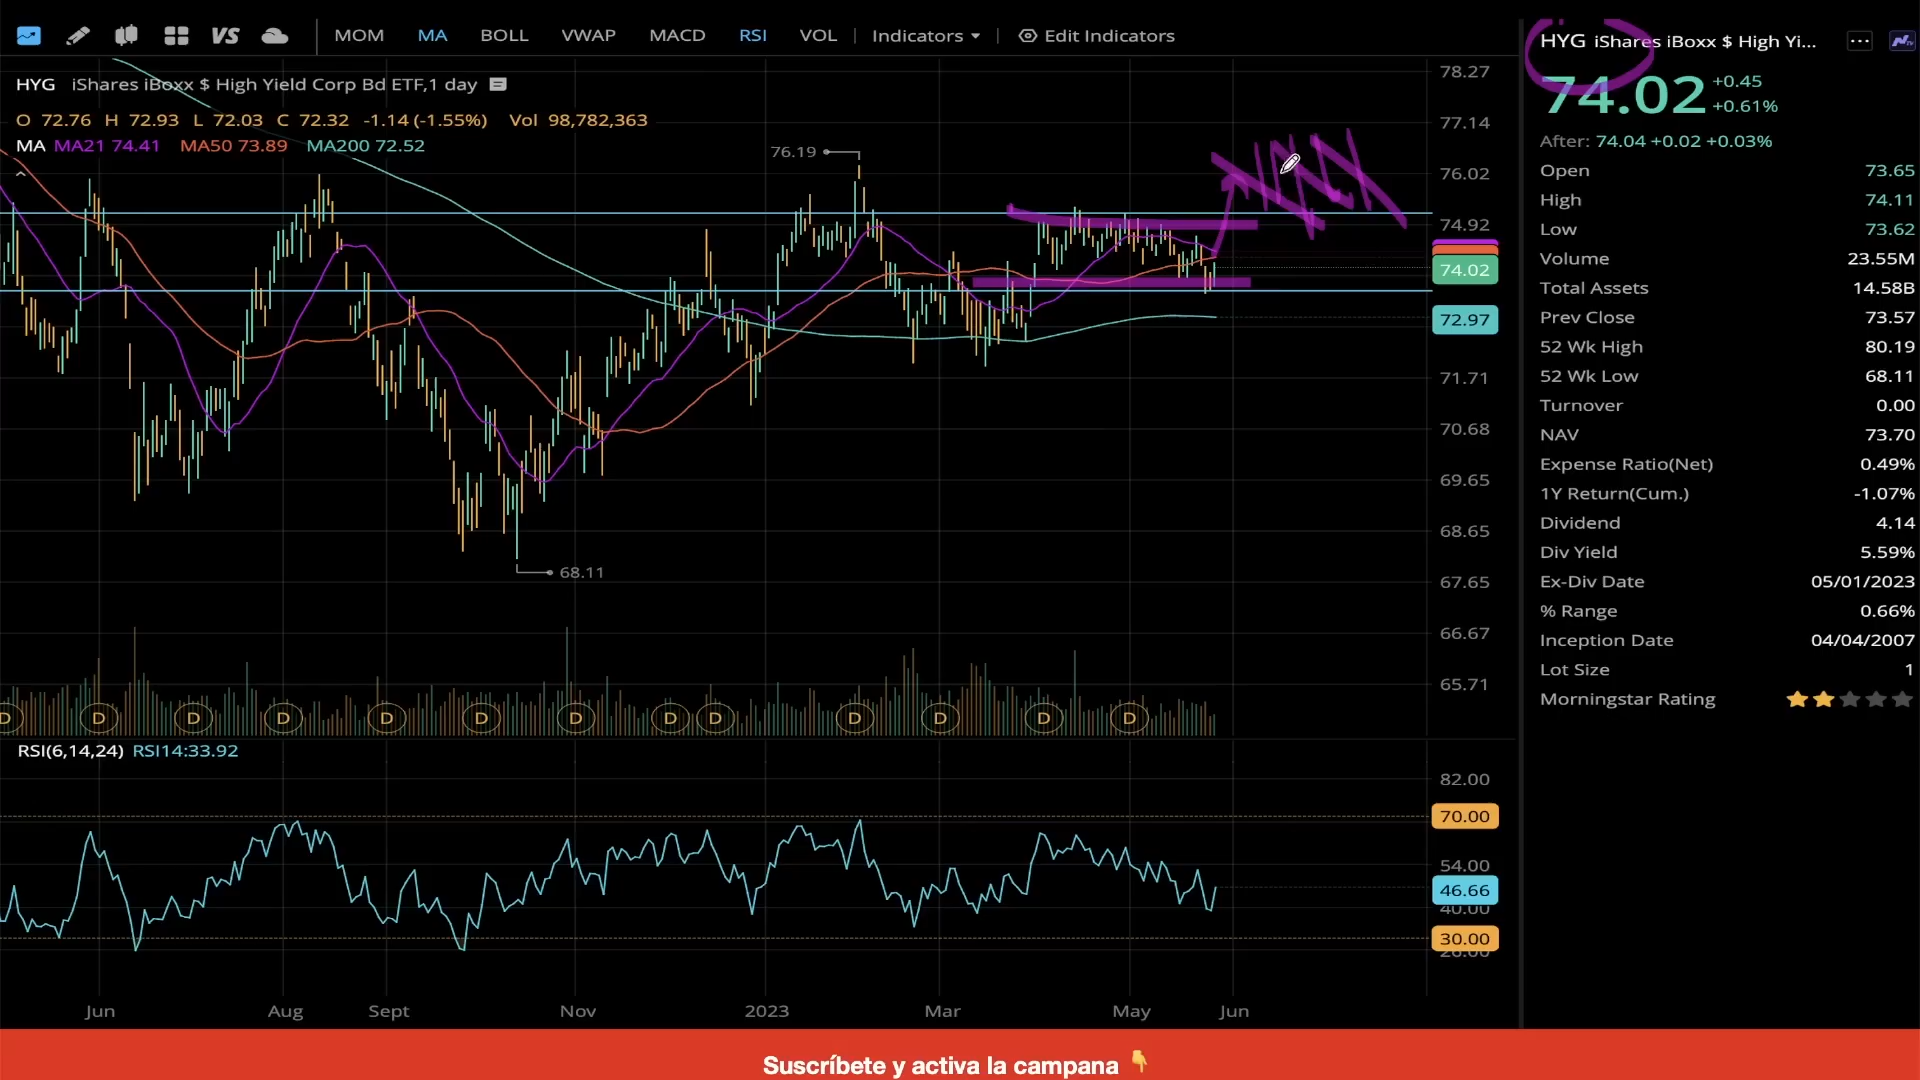 VS MOM MA BOLL VWAP MACD RSI VOL Indicators Edit Indicators
HYG iShares iBoxx $ High Yield Corp Bd ETF,1 day
O 72.76 H 72.93 L 72.03 C 72.32 -1.14 (-1.55%) Vol 98,782,363
MA MA21 74.41 MA50 73.89 MA200 72.52
76.19
68.11
78.27
77.14
76.02
74.92
74.02
72.97
71.71
70.68
69.65
68.65
67.65
66.67
65.71
D D D D D D D D D D D D D
RSI(6,14,24) RSI14:33.92
82.00
70.00
54.00
46.66
40.00
30.00
Jun Aug Sept Nov 2023 Mar May Jun
HYG iShares iBoxx $ High Yi...
74.02 +0.45
+0.61%
After: 74.04 +0.02 +0.03%
Open 73.65
High 74.11
Low 73.62
Volume 23.55M
Total Assets 14.58B
Prev Close 73.57
52 Wk High 80.19
52 Wk Low 68.11
Turnover 0.00
NAV 73.70
Expense Ratio(Net) 0.49%
1Y Return(Cum.) -1.07%
Dividend 4.14
Div Yield 5.59%
Ex-Div Date 05/01/2023
% Range 0.66%
Inception Date 04/04/2007
Lot Size 1
Morningstar Rating
Suscríbete y activa la campana